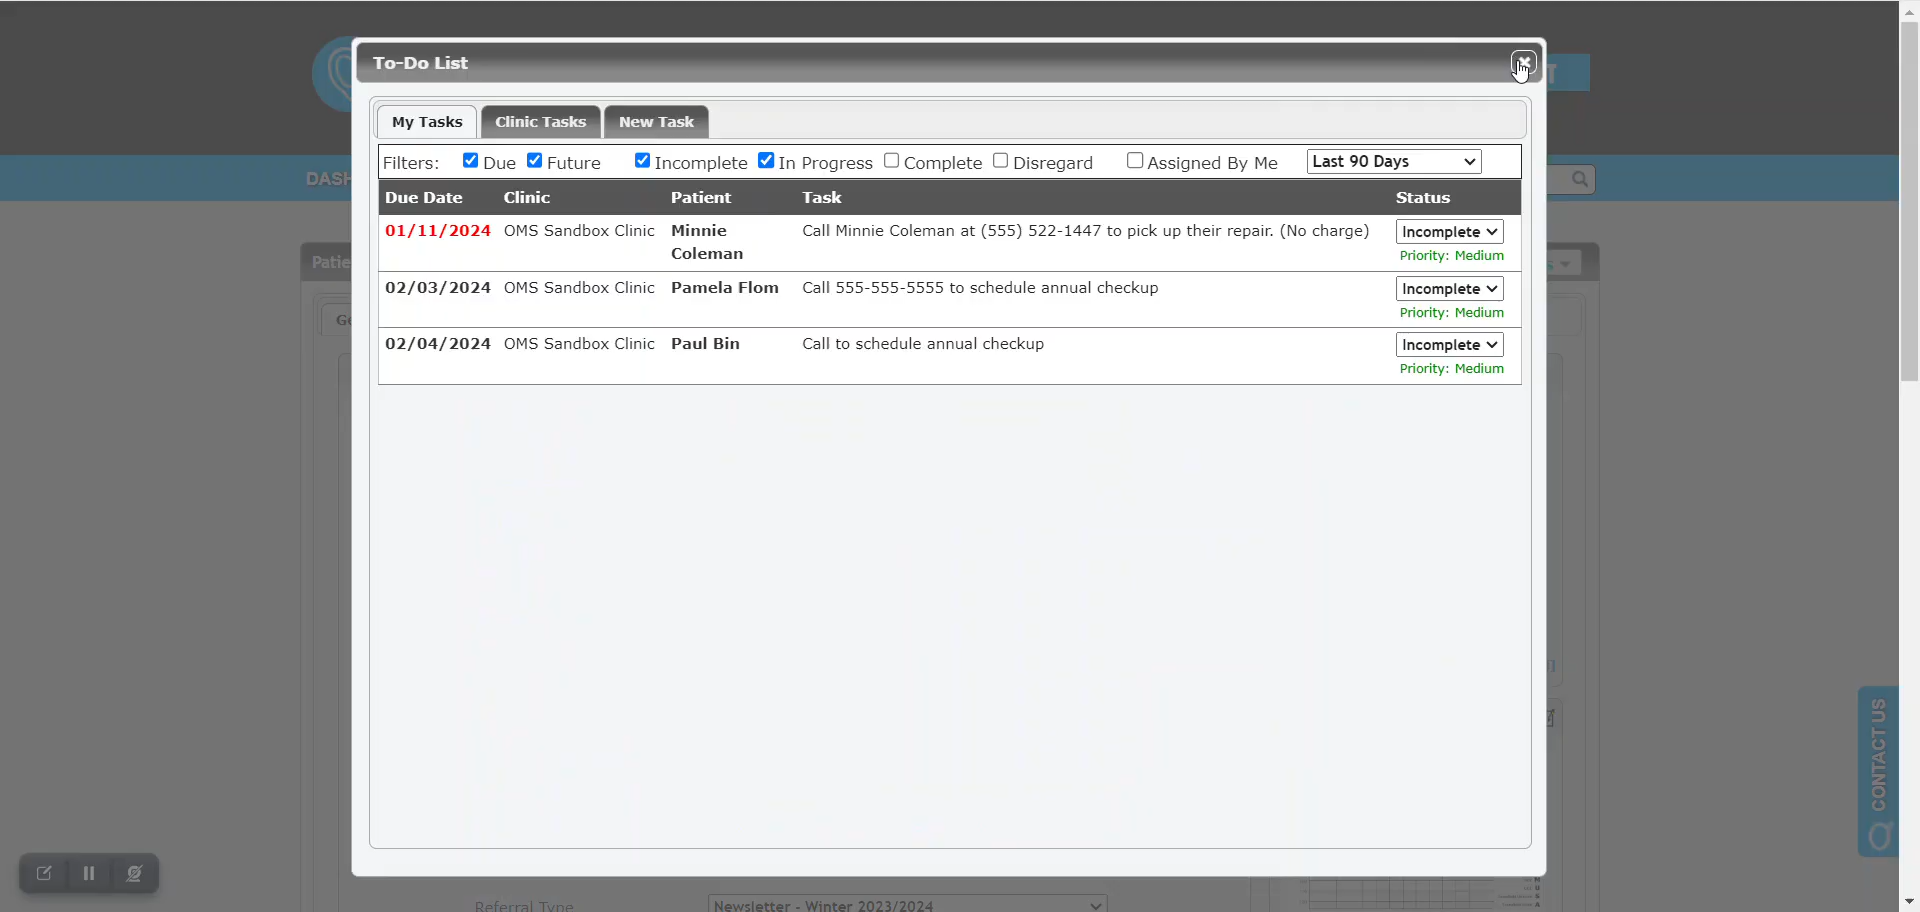 To-Do List
T
My Tasks Clinic Tasks New Task
Filters: Due Future Incomplete In Progress Complete Disregard Assigned By Me Last 90 Days
DASH
Due Date Clinic Patient Task Status
01/11/2024 OMS Sandbox Clinic Minnie Coleman Call Minnie Coleman at (555) 522-1447 to pick up their repair. (No charge) Incomplete
Priority: Medium
Patie
02/03/2024 OMS Sandbox Clinic Pamela Flom Call 555-555-5555 to schedule annual checkup Incomplete
Priority: Medium
Ge
02/04/2024 OMS Sandbox Clinic Paul Bin Call to schedule annual checkup Incomplete
Priority: Medium
CONTACT US
Referral Type Newsletter - Winter 2023/2024